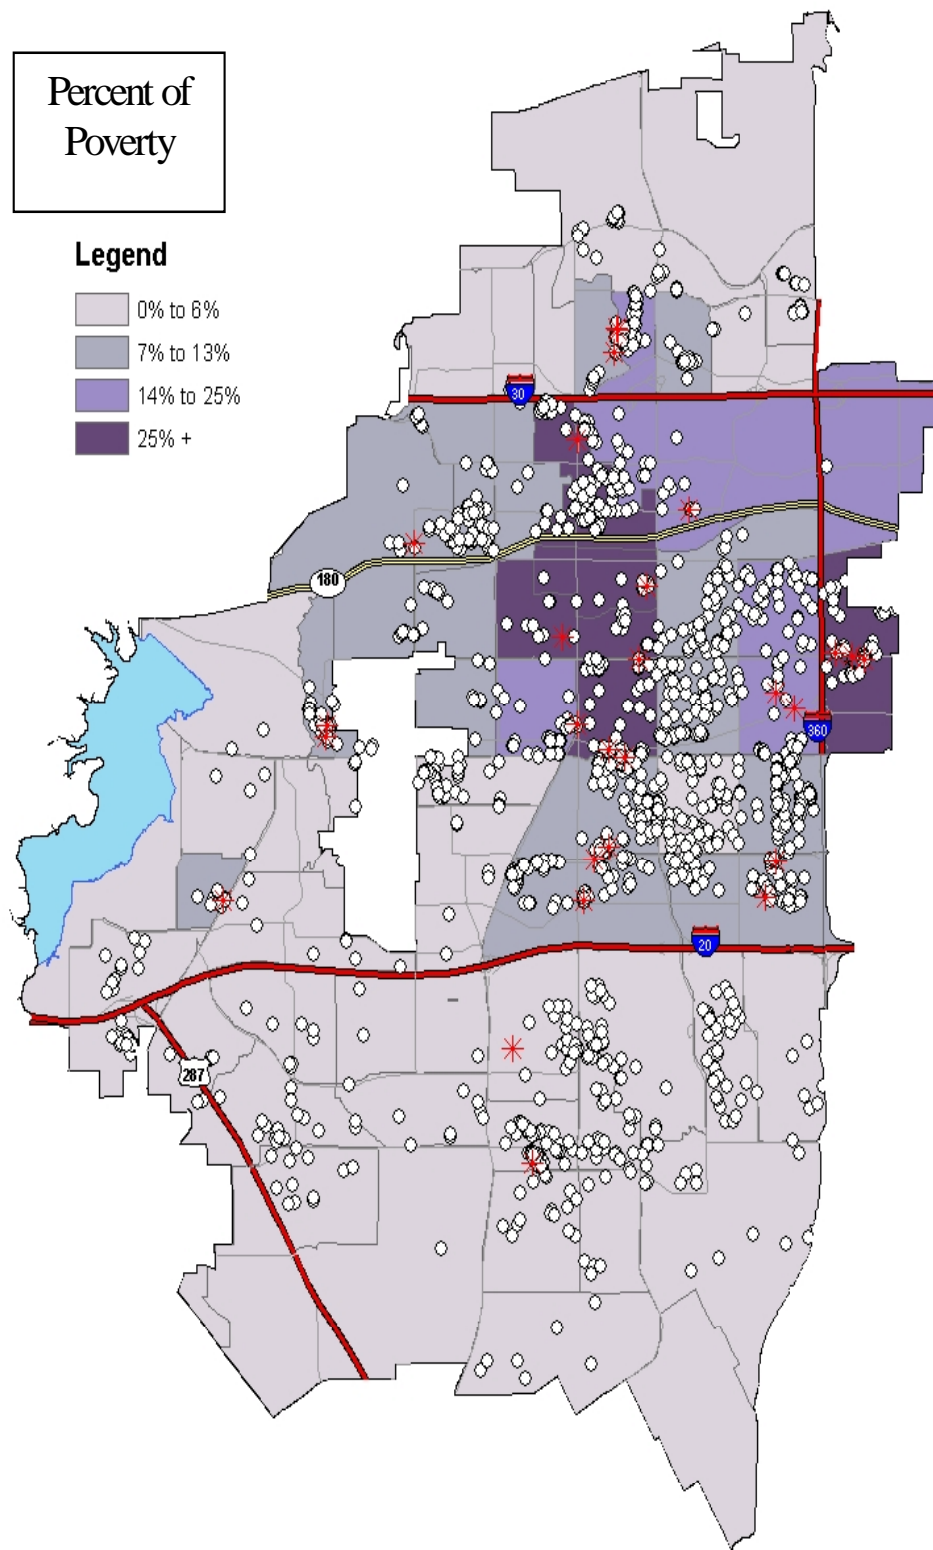 Percent of
Poverty
Legend
0% to 6%
7% to 13%
14% to 25%
25% +
30
180
360
20
287